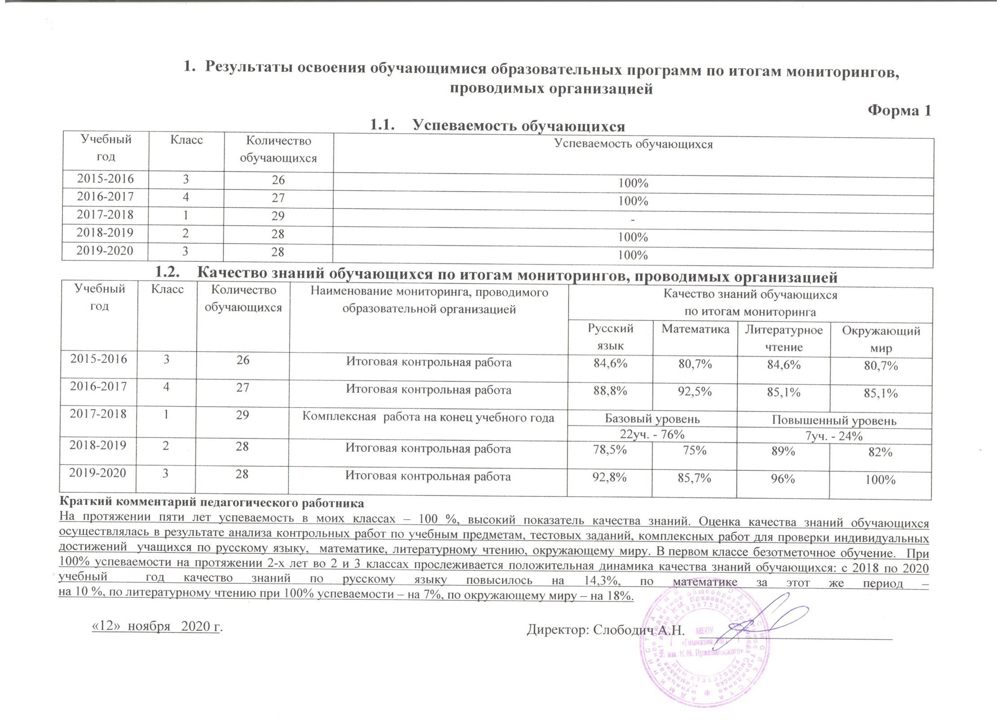 1. Результаты освоения обучающимися образовательных программ по итогам мониторингов,
проводимых организацией
Форма 1
1.1. Успеваемость обучающихся
Учебный год Класс Количество обучающихся Успеваемость обучающихся
2015-2016 3 26 100%
2016-2017 4 27 100%
2017-2018 1 29 -
2018-2019 2 28 100%
2019-2020 3 28 100%
1.2. Качество знаний обучающихся по итогам мониторингов, проводимых организацией
Учебный год Класс Количество обучающихся Наименование мониторинга, проводимого образовательной организацией Качество знаний обучающихся по итогам мониторинга
Русский язык Математика Литературное чтение Окружающий мир
2015-2016 3 26 Итоговая контрольная работа 84,6% 80,7% 84,6% 80,7%
2016-2017 4 27 Итоговая контрольная работа 88,8% 92,5% 85,1% 85,1%
2017-2018 1 29 Комплексная работа на конец учебного года Базовый уровень Повышенный уровень
22уч. - 76% 7уч. - 24%
2018-2019 2 28 Итоговая контрольная работа 78,5% 75% 89% 82%
2019-2020 3 28 Итоговая контрольная работа 92,8% 85,7% 96% 100%
Краткий комментарий педагогического работника
На протяжении пяти лет успеваемость в моих классах – 100 %, высокий показатель качества знаний. Оценка качества знаний обучающихся
осуществлялась в результате анализа контрольных работ по учебным предметам, тестовых заданий, комплексных работ для проверки индивидуальных
достижений учащихся по русскому языку, математике, литературному чтению, окружающему миру. В первом классе безотметочное обучение. При
100% успеваемости на протяжении 2-х лет во 2 и 3 классах прослеживается положительная динамика качества знаний обучающихся: с 2018 по 2020
учебный год качество знаний по русскому языку повысилось на 14,3%, по математике за этот же период –
на 10 %, по литературному чтению при 100% успеваемости – на 7%, по окружающему миру – на 18%.
«12» ноября 2020 г.
Директор: Слободич А.Н.
МБОУ
«Гимназия №1
им. Н.М. Пржевальского»